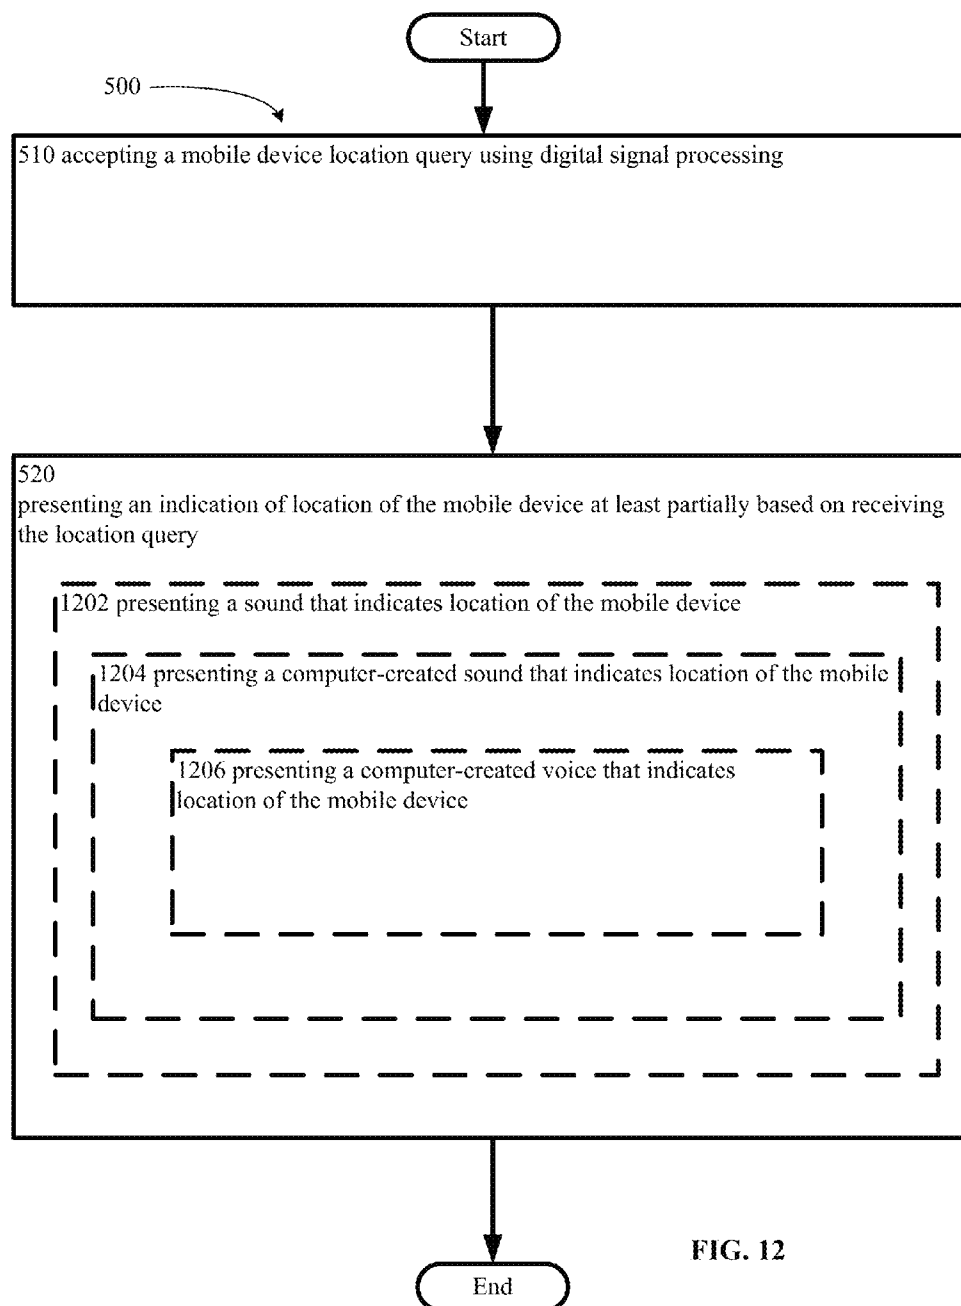 Start
500
510 accepting a mobile device location query using digital signal processing
520
presenting an indication of location of the mobile device at least partially based on receiving
the location query
1202 presenting a sound that indicates location of the mobile device
1204 presenting a computer-created sound that indicates location of the mobile
device
1206 presenting a computer-created voice that indicates
location of the mobile device
FIG. 12
End